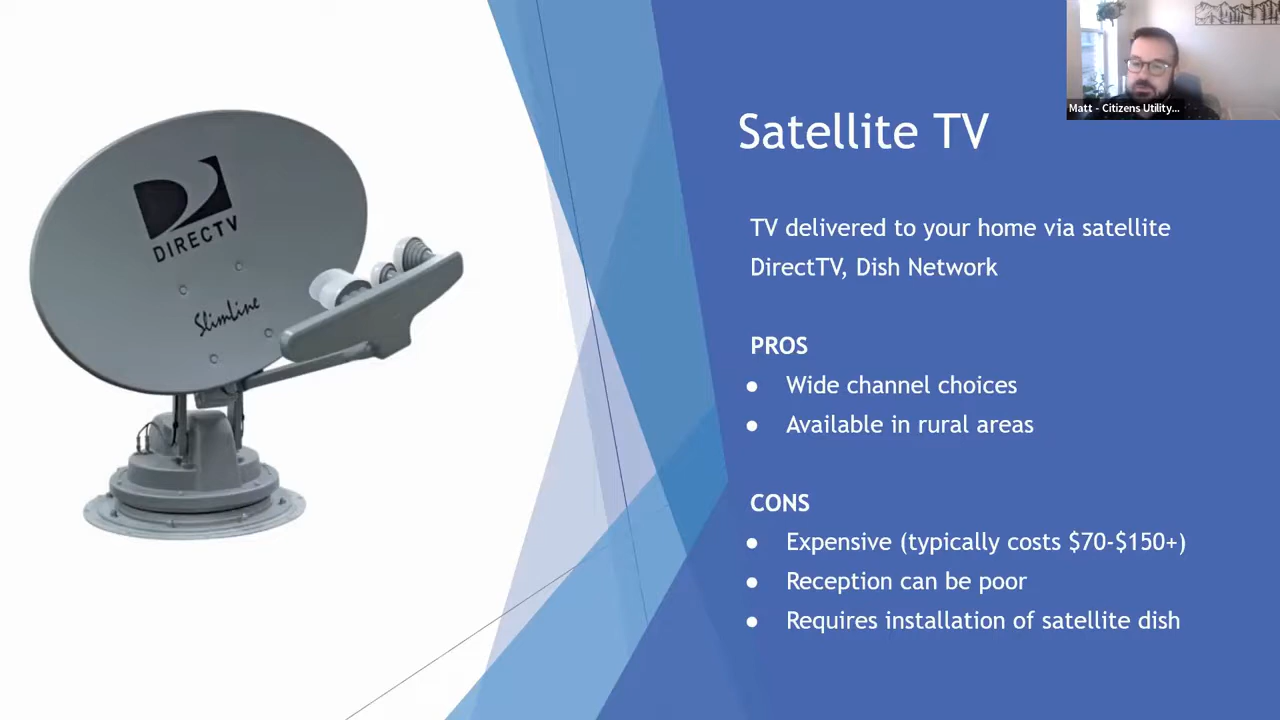 Matt - Citizens Utility...
Satellite TV
TV delivered to your home via satellite
DirectTV, Dish Network
PROS
● Wide channel choices
● Available in rural areas
CONS
● Expensive (typically costs $70-$150+)
● Reception can be poor
● Requires installation of satellite dish
DIRECTV
SlimLine